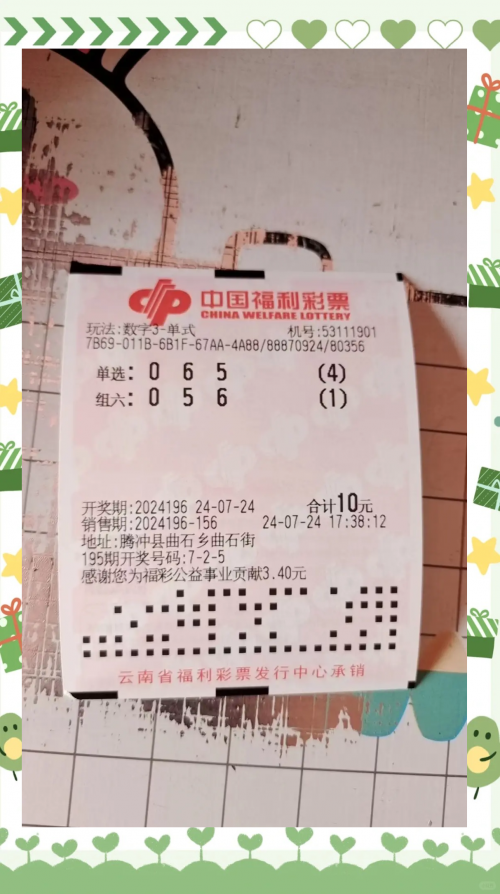 中国福利彩票
CHINA WELFARE LOTTERY
玩法:数字3-单式 机号:53111901
7B69-011B-6B1F-67AA-4A88/88870924/80356
单选: 0 6 5 (4)
组六: 0 5 6 (1)
开奖期:2024196 24-07-24 合计10元
销售期:2024196-156 24-07-24 17:38:12
地址:腾冲县曲石乡曲石街
195期开奖号码:7-2-5
感谢您为福彩公益事业贡献3.40元
云南省福利彩票发行中心承销